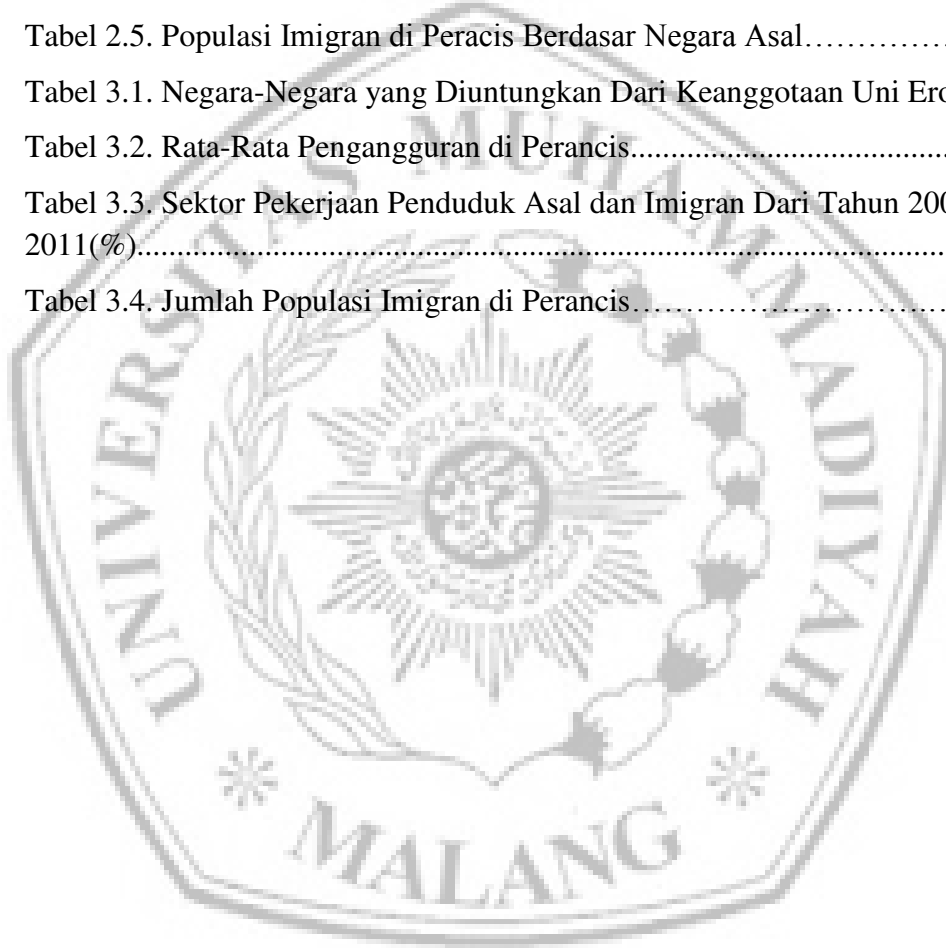 Tabel 2.5. Populasi Imigran di Peracis Berdasar Negara Asal……………
Tabel 3.1. Negara-Negara yang Diuntungkan Dari Keanggotaan Uni
Tabel 3.2. Rata-Rata Pengangguran di Perancis..........................................
Tabel 3.3. Sektor Pekerjaan Penduduk Asal dan Imigran Dari Tahun
2011(%)..........................................................................................
Tabel 3.4. Jumlah Populasi Imigran di Perancis…………………………
UNIVERSITAS MUHAMMADIYAH
MALANG